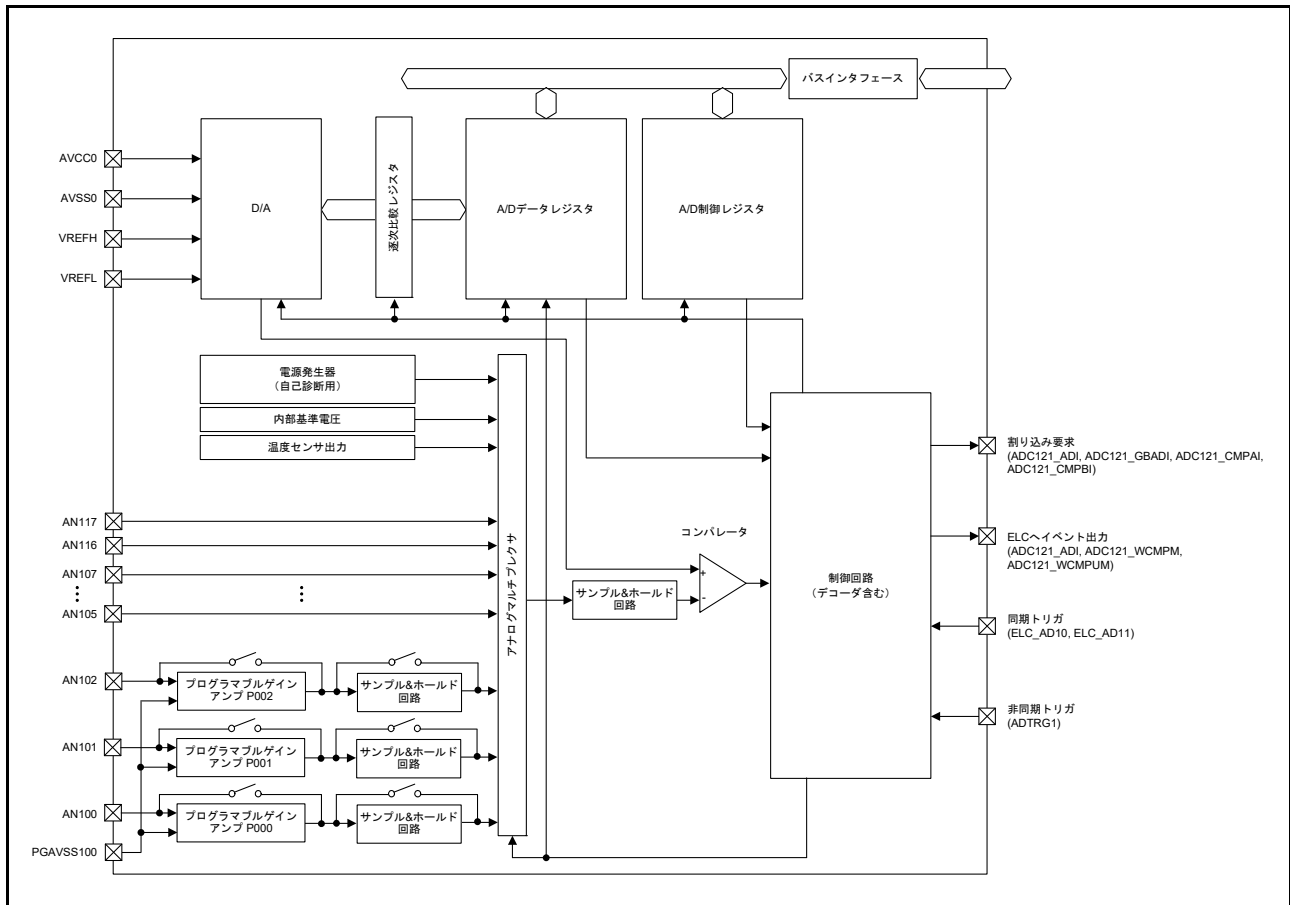 バスインタフェース
AVCC0
AVSS0
VREFH
VREFL
D/A
逐次比較レジスタ
A/Dデータレジスタ
A/D制御レジスタ
電源発生器
（自己診断用）
内部基準電圧
温度センサ出力
アナログマルチプレクサ
AN117
AN116
AN107
AN105
コンパレータ
+
-
サンプル&ホールド
回路
制御回路
（デコーダ含む）
割り込み要求
(ADC121_ADI, ADC121_GBADI, ADC121_CMPAI,
ADC121_CMPBI)
ELCへイベント出力
(ADC121_ADI, ADC121_WCMPM,
ADC121_WCMPUM)
同期トリガ
(ELC_AD10, ELC_AD11)
非同期トリガ
(ADTRG1)
AN102
プログラマブルゲイン
アンプ P002
サンプル&ホールド
回路
AN101
プログラマブルゲイン
アンプ P001
サンプル&ホールド
回路
AN100
プログラマブルゲイン
アンプ P000
サンプル&ホールド
回路
PGAVSS100